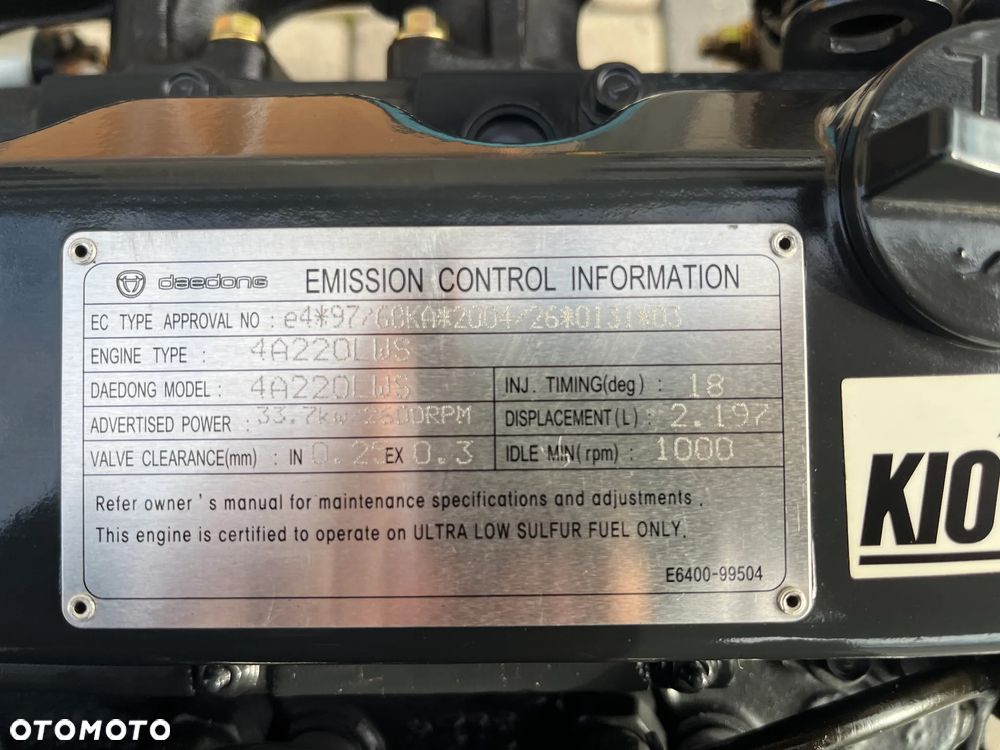 daedong EMISSION CONTROL INFORMATION
EC TYPE APPROVAL NO : e4*97/68KA*2004/26*0131*03
ENGINE TYPE : 4A220LWS
DAEDONG MODEL : 4A220LWS INJ. TIMING(deg) : 18
ADVERTISED POWER : 33.7kw/2600RPM DISPLACEMENT(L) : 2.197
VALVE CLEARANCE(mm) : IN 0.25 EX 0.3 IDLE MIN(rpm) : 1000
Refer owner's manual for maintenance specifications and adjustments.
This engine is certified to operate on ULTRA LOW SULFUR FUEL ONLY.
E6400-99504
KIO
OTOMOTO